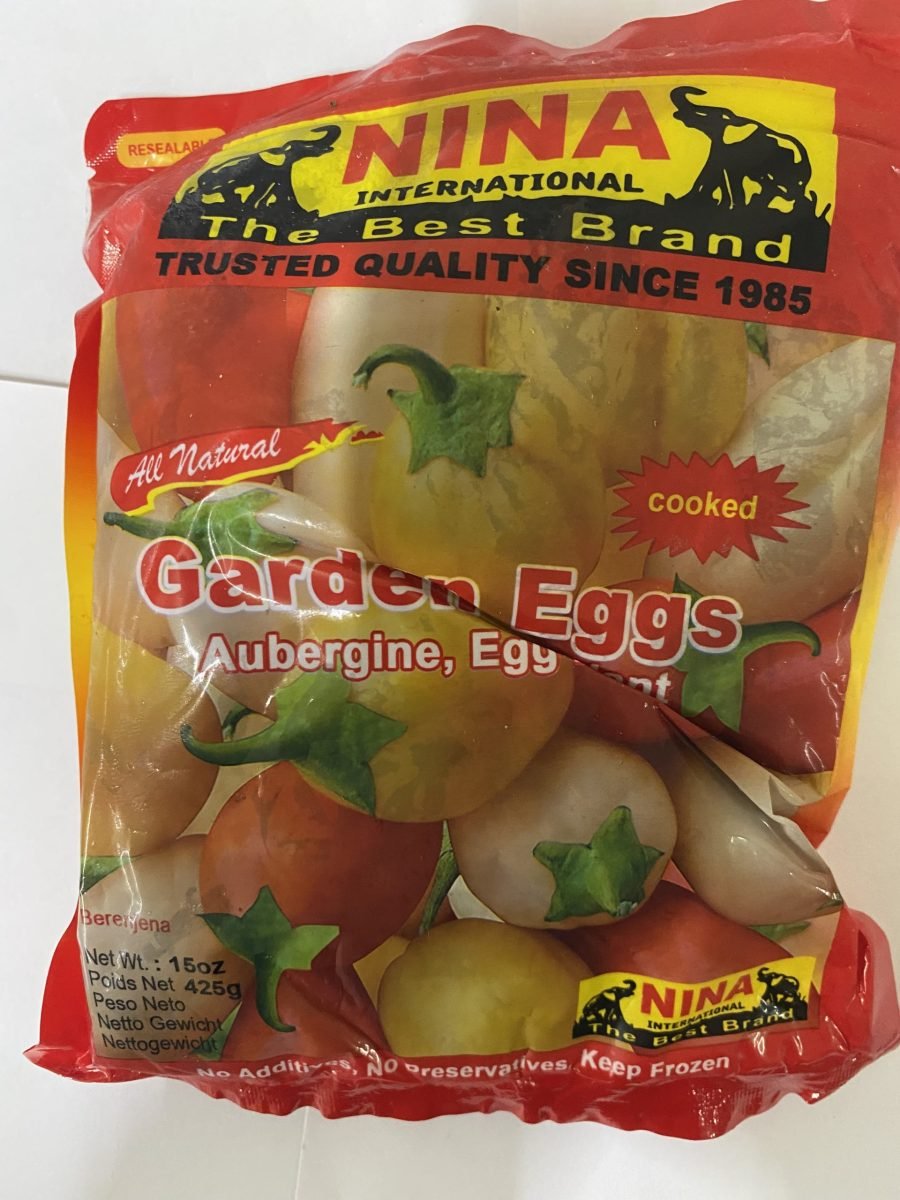 RESEALABL
NINA
INTERNATIONAL
The Best Brand
TRUSTED QUALITY SINCE 1985
All Natural
cooked
Garden Eggs
Aubergine, Egg
Berenjena
Net Wt. : 15oz
Poids Net 425g
Peso Neto
Netto Gewicht
Nettogewicht
NINA
INTERNATIONAL
The Best Brand
No Additives, NO Preservatives, Keep Frozen